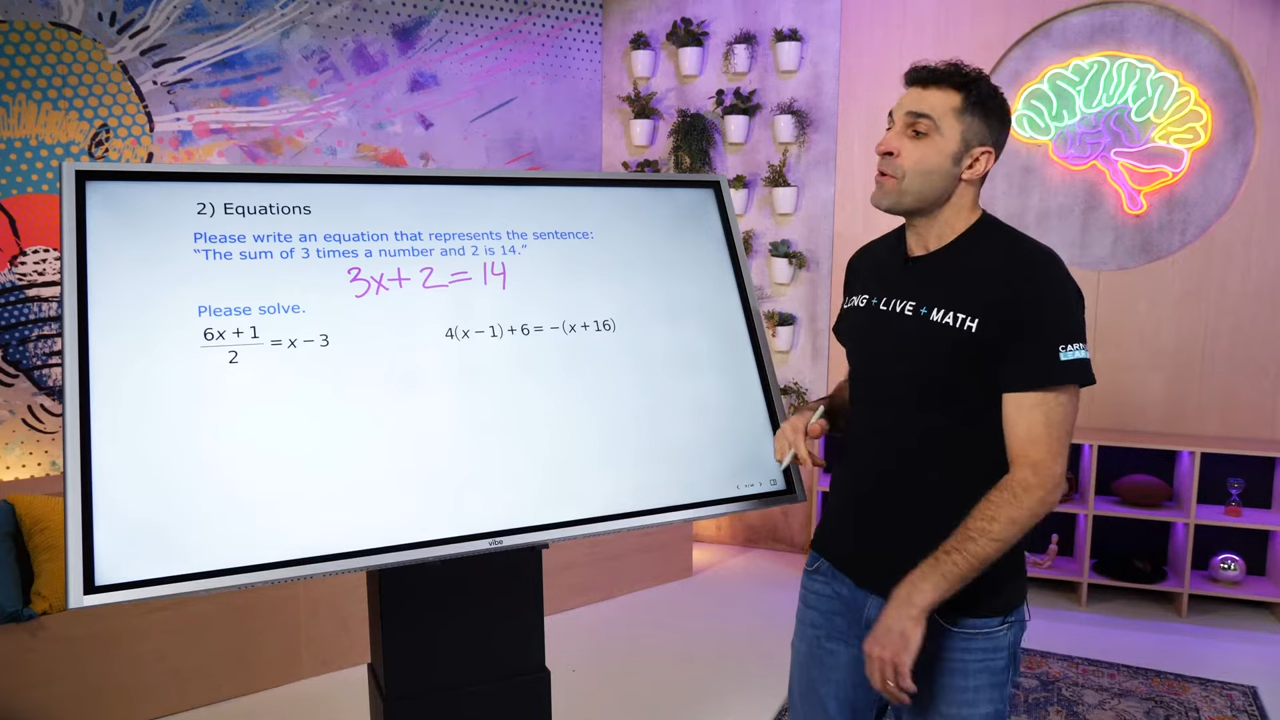 2) Equations
Please write an equation that represents the sentence:
“The sum of 3 times a number and 2 is 14.”
3x+2=14
Please solve.
6x+1
2
=x−3
4(x−1)+6=−(x+16)
vibe
LONG+LIVE+MATH